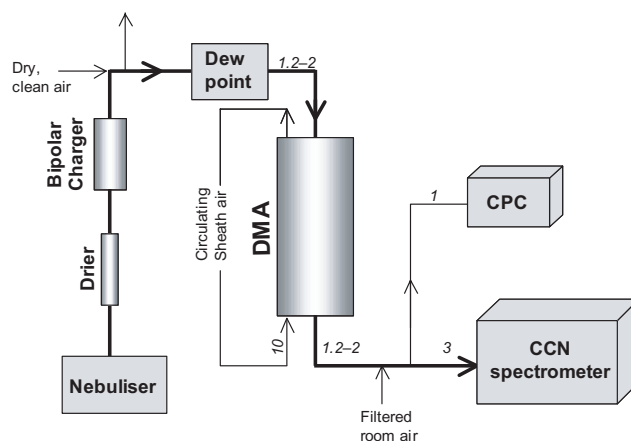 Dry,
clean air
Dew
point
1.2–2
Bipolar
Charger
Drier
Nebuliser
Circulating
Sheath air
DMA
10
1.2–2
1
CPC
3
CCN
spectrometer
Filtered
room air